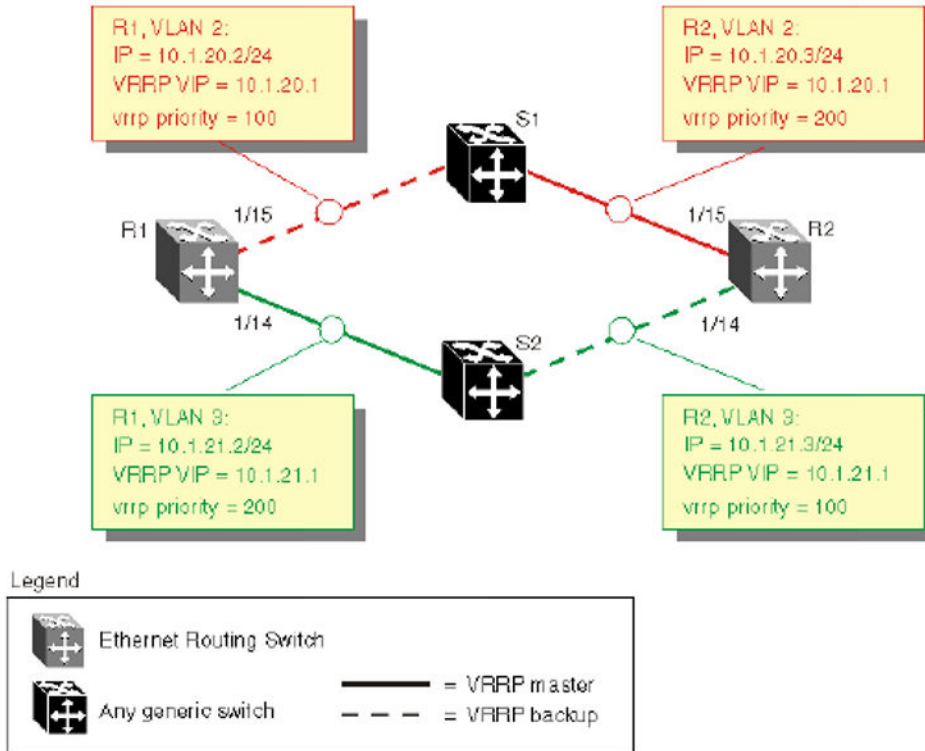 R1, VLAN 2:
IP = 10.1.20.2/24
VRRP VIP = 10.1.20.1
vrrp priority = 100
R2, VLAN 2:
IP = 10.1.20.3/24
VRRP VIP = 10.1.20.1
vrrp priority = 200
S1
1/15
1/15
R1
R2
1/14
1/14
S2
R1, VLAN 3:
IP = 10.1.21.2/24
VRRP VIP = 10.1.21.1
vrrp priority = 200
R2, VLAN 3:
IP = 10.1.21.3/24
VRRP VIP = 10.1.21.1
vrrp priority = 100
Legend
Ethernet Routing Switch
= VRRP master
Any generic switch
= VRRP backup